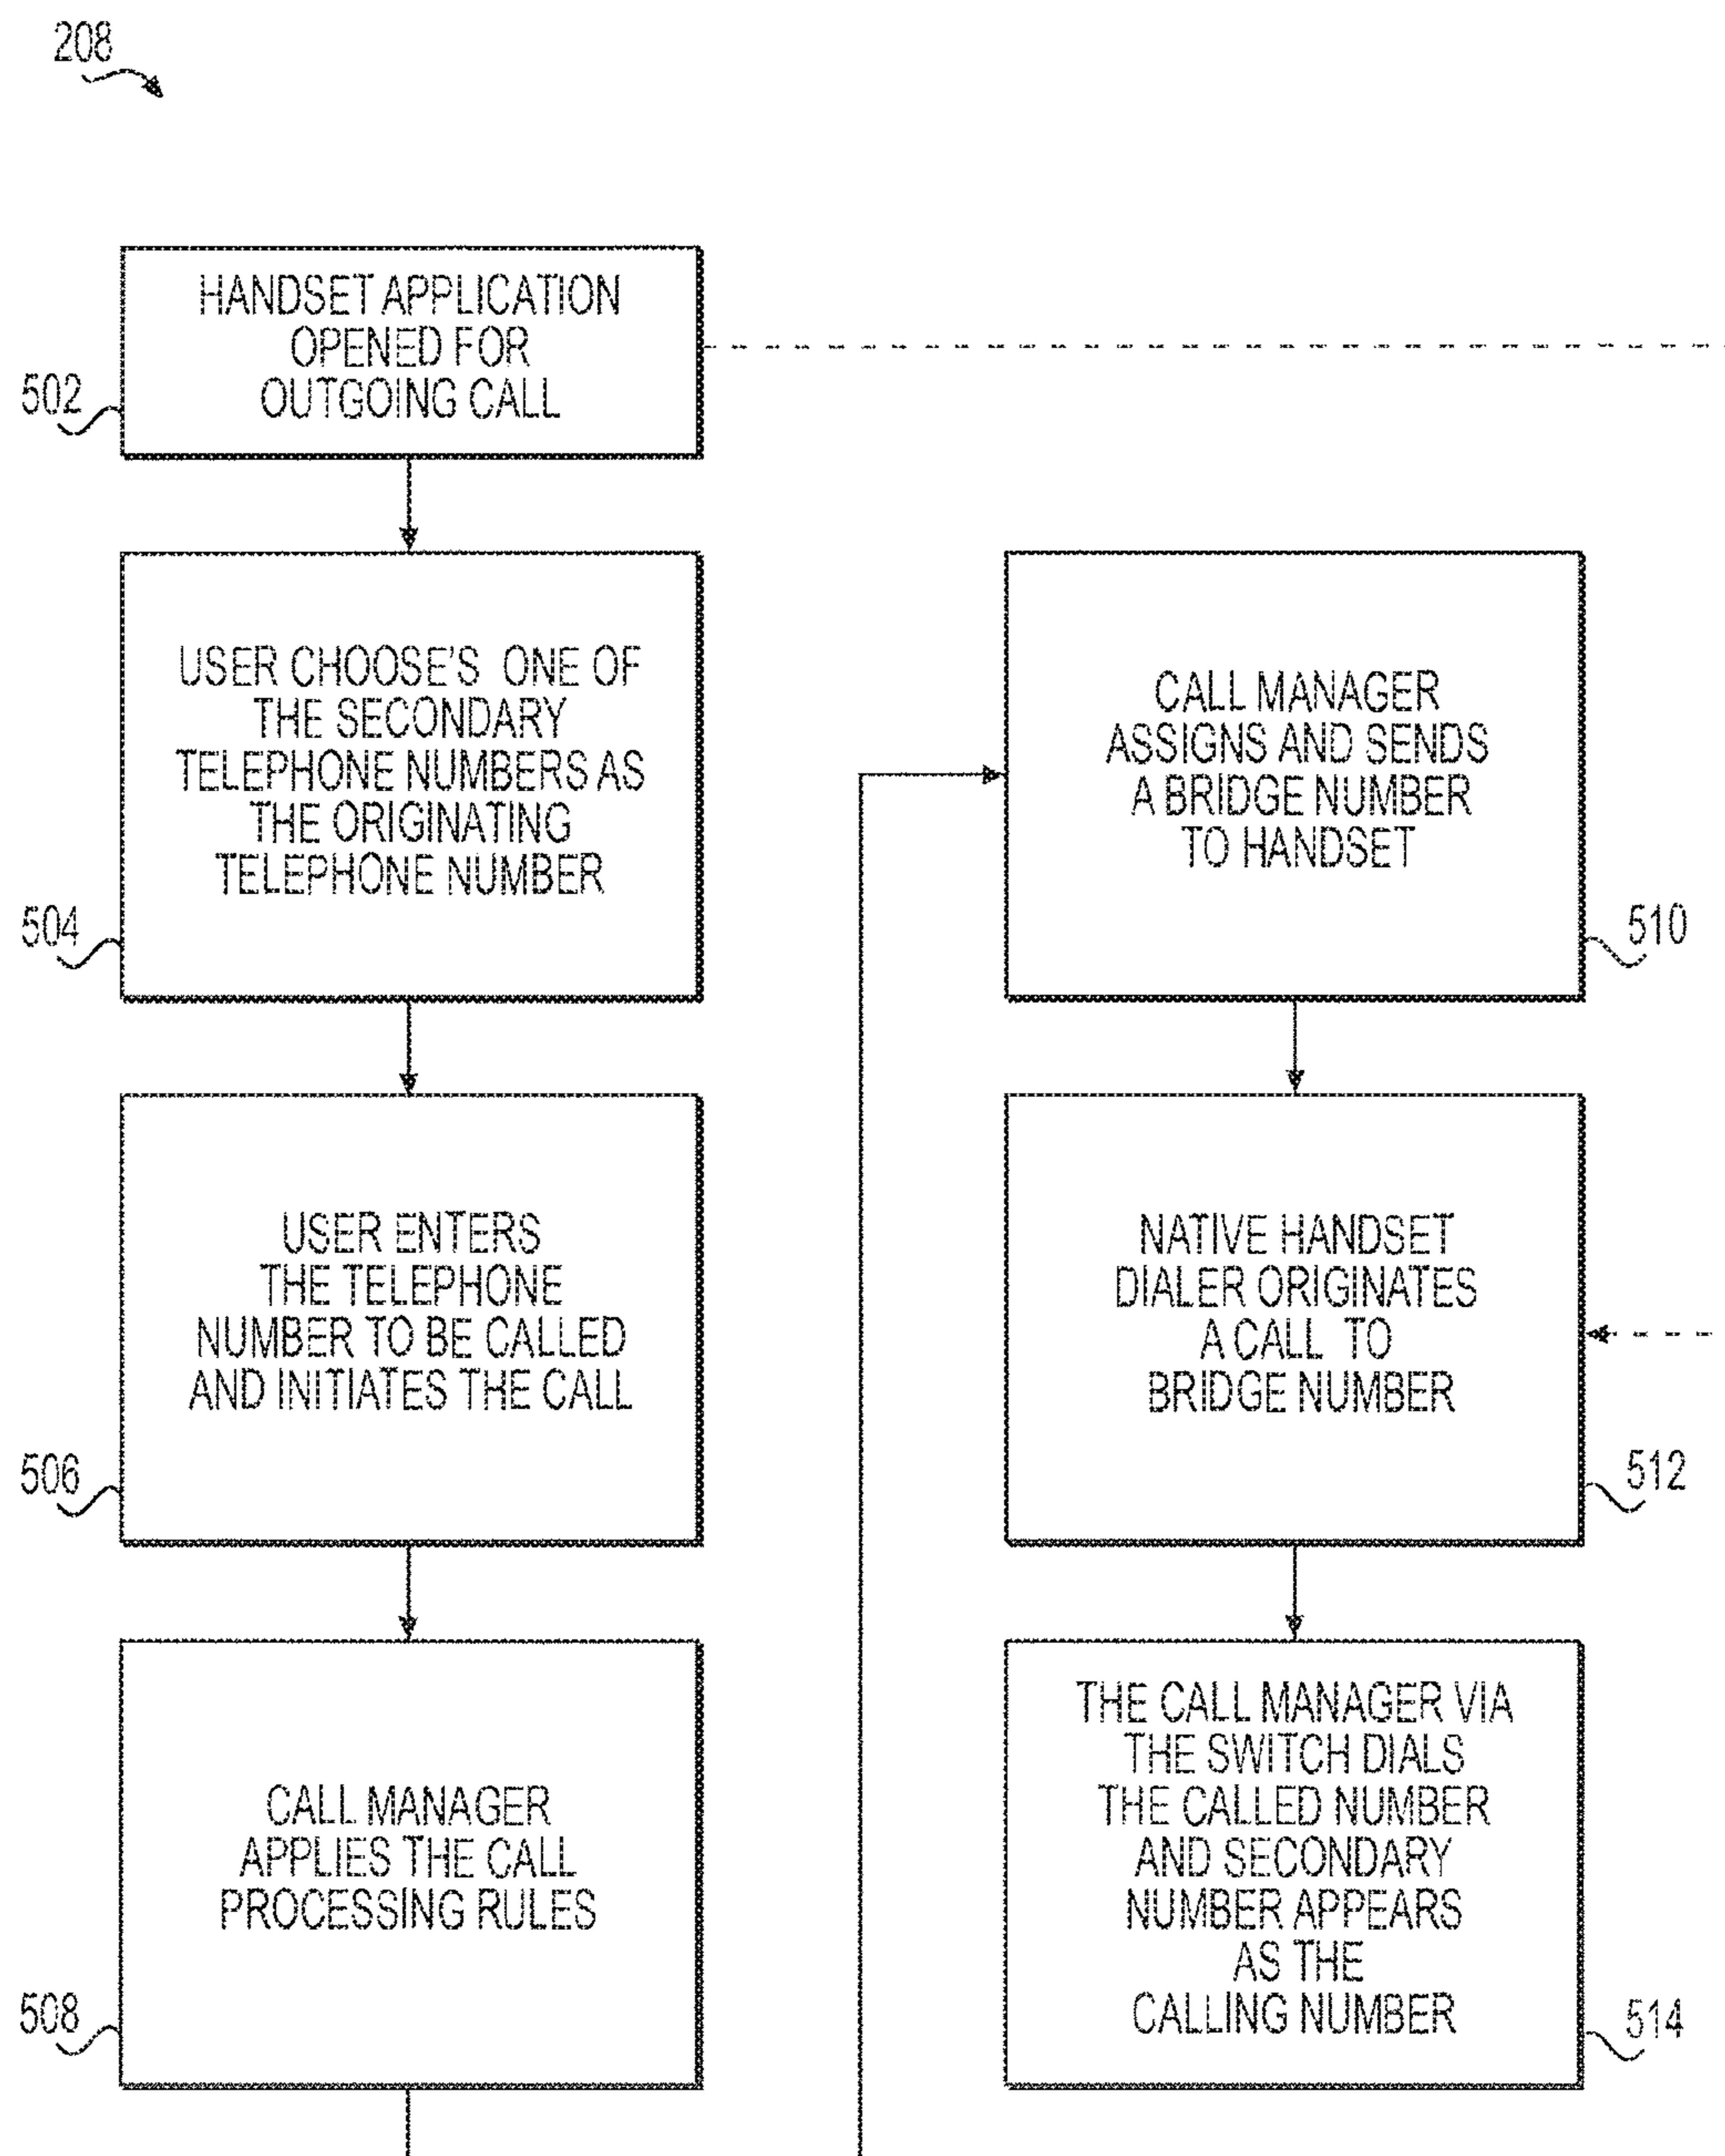 208
HANDSET APPLICATION
OPENED FOR
OUTGOING CALL
502
USER CHOOSE'S ONE OF
THE SECONDARY
TELEPHONE NUMBERS AS
THE ORIGINATING
TELEPHONE NUMBER
504
USER ENTERS
THE TELEPHONE
NUMBER TO BE CALLED
AND INITIATES THE CALL
506
CALL MANAGER
APPLIES THE CALL
PROCESSING RULES
508
CALL MANAGER
ASSIGNS AND SENDS
A BRIDGE NUMBER
TO HANDSET
510
NATIVE HANDSET
DIALER ORIGINATES
A CALL TO
BRIDGE NUMBER
512
THE CALL MANAGER VIA
THE SWITCH DIALS
THE CALLED NUMBER
AND SECONDARY
NUMBER APPEARS
AS THE
CALLING NUMBER
514